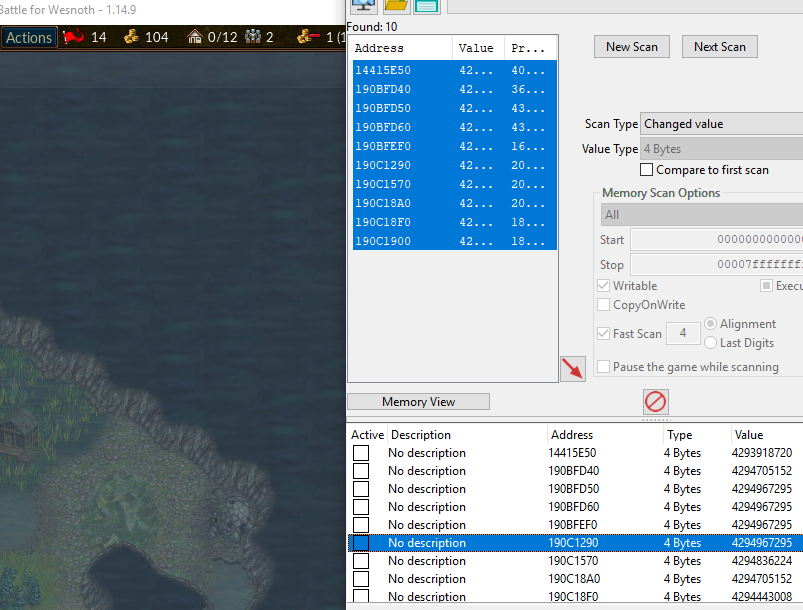 Battle for Wesnoth - 1.14.9
Actions 14 104 0/12 2 1 (1
Found: 10
Address Value Pr...
14415E50 42... 40...
190BFD40 42... 36...
190BFD50 42... 43...
190BFD60 42... 43...
190BFEF0 42... 16...
190C1290 42... 20...
190C1570 42... 20...
190C18A0 42... 20...
190C18F0 42... 18...
190C1900 42... 18...
New Scan Next Scan
Scan Type Changed value
Value Type 4 Bytes
Compare to first scan
Memory Scan Options
All
Start 000000000000
Stop 00007fffffff
Writable Execu
CopyOnWrite
Fast Scan 4 Alignment
Last Digits
Pause the game while scanning
Memory View
Active Description Address Type Value
No description 14415E50 4 Bytes 4293918720
No description 190BFD40 4 Bytes 4294705152
No description 190BFD50 4 Bytes 4294967295
No description 190BFD60 4 Bytes 4294967295
No description 190BFEF0 4 Bytes 4294967295
No description 190C1290 4 Bytes 4294967295
No description 190C1570 4 Bytes 4294836224
No description 190C18A0 4 Bytes 4294705152
No description 190C18F0 4 Bytes 4294443008